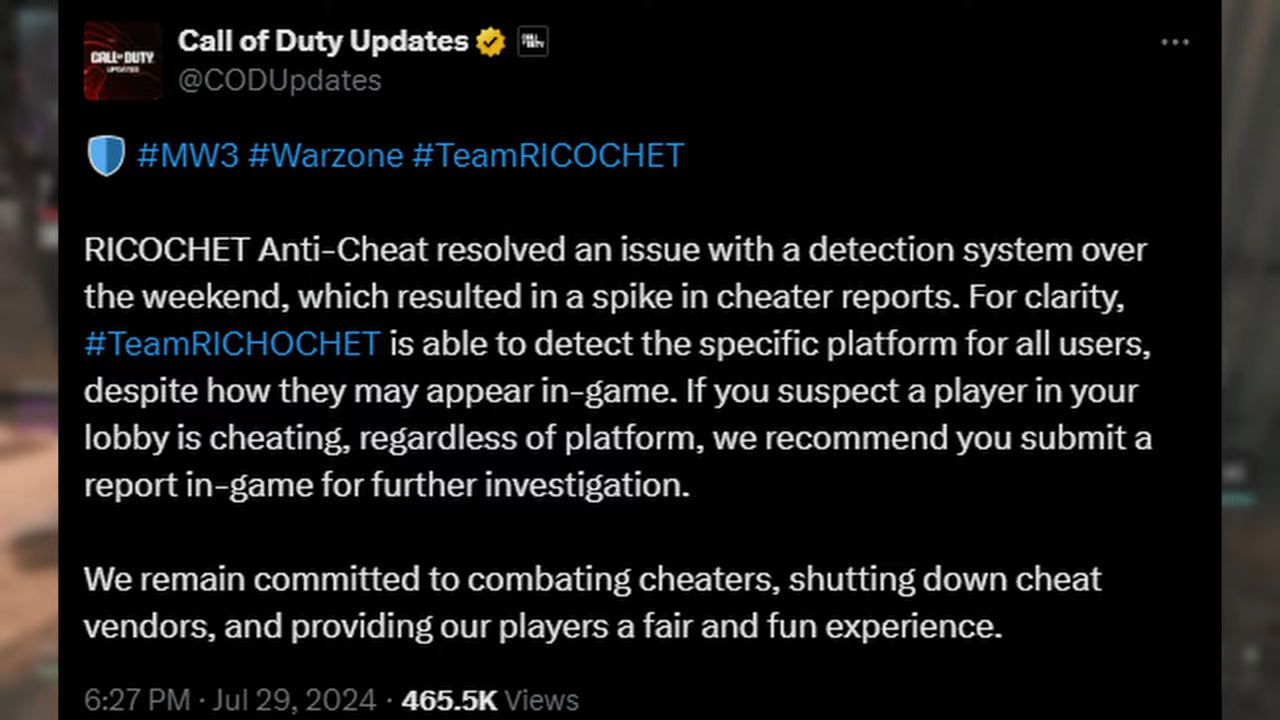 Call of Duty Updates
@CODUpdates
CALL OF DUTY
UPDATES
#MW3 #Warzone #TeamRICOCHET
RICOCHET Anti-Cheat resolved an issue with a detection system over
the weekend, which resulted in a spike in cheater reports. For clarity,
#TeamRICHOCHET is able to detect the specific platform for all users,
despite how they may appear in-game. If you suspect a player in your
lobby is cheating, regardless of platform, we recommend you submit a
report in-game for further investigation.
We remain committed to combating cheaters, shutting down cheat
vendors, and providing our players a fair and fun experience.
6:27 PM · Jul 29, 2024 · 465.5K Views